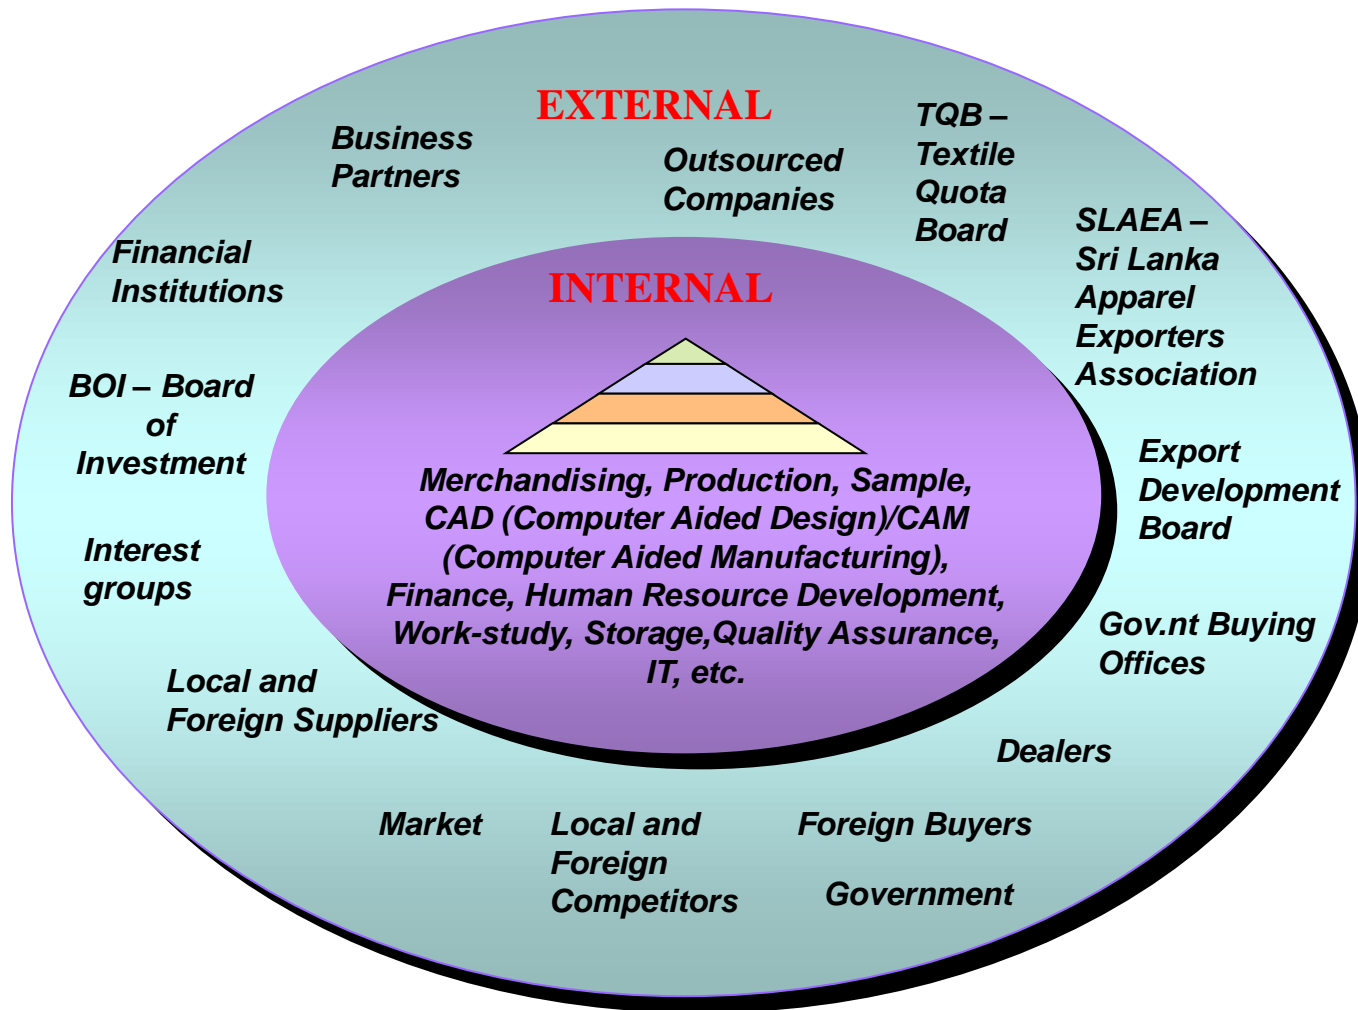 EXTERNAL
Business
Partners
Outsourced
Companies
TQB –
Textile
Quota
Board
SLAEA –
Sri Lanka
Apparel
Exporters
Association
Financial
Institutions
INTERNAL
BOI – Board
of
Investment
Export
Development
Board
Merchandising, Production, Sample,
CAD (Computer Aided Design)/CAM
(Computer Aided Manufacturing),
Finance, Human Resource Development,
Work-study, Storage,Quality Assurance,
IT, etc.
Interest
groups
Gov.nt Buying
Offices
Local and
Foreign Suppliers
Dealers
Market
Local and
Foreign
Competitors
Foreign Buyers
Government